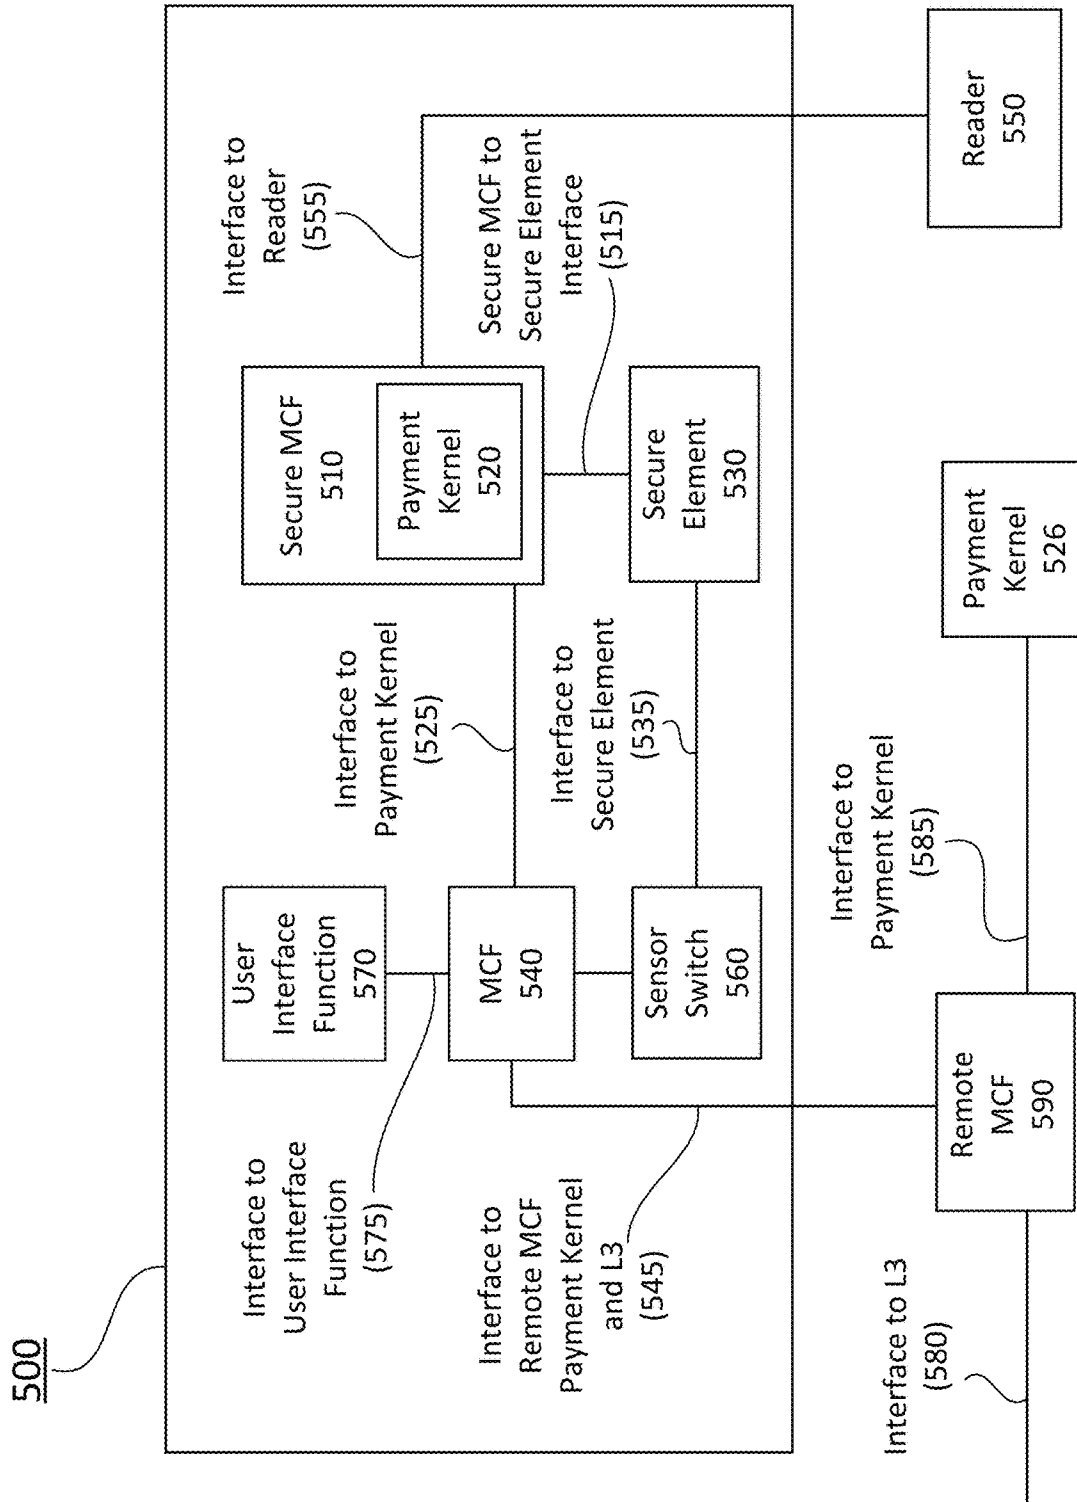 500
Interface to
User Interface
Function
(575)
User
Interface
Function
570
Interface to
Payment Kernel
(525)
Secure MCF
510
Payment
Kernel
520
Interface to
Reader
(555)
Interface to
Remote MCF
Payment Kernel
and L3
(545)
MCF
540
Sensor
Switch
560
Interface to
Secure Element
(535)
Secure
Element
530
Secure MCF to
Secure Element
Interface
(515)
Interface to L3
(580)
Remote
MCF
590
Interface to
Payment Kernel
(585)
Payment
Kernel
526
Reader
550